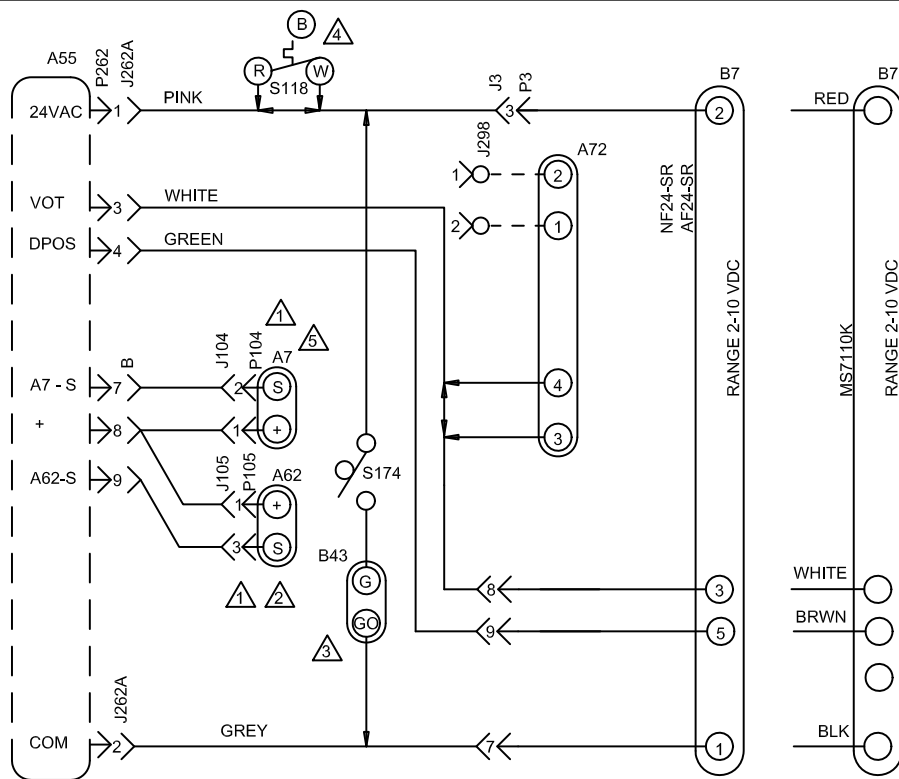 B
4
A55
P262
J262A
R
W
S118
J3
P3
B7
B7
24VAC
1
PINK
3
2
RED
J298
A72
1
2
2
1
NF24-SR
AF24-SR
VOT
3
WHITE
DPOS
4
GREEN
RANGE 2-10 VDC
MS7110K
RANGE 2-10 VDC
1
5
J104
P104
A7
B
A7 - S
7
2
S
4
+
8
1
+
3
J105
P105
A62
S174
A62-S
9
1
+
3
S
B43
G
1
2
GO
3
8
3
WHITE
9
5
BRWN
J262A
COM
2
GREY
7
1
BLK